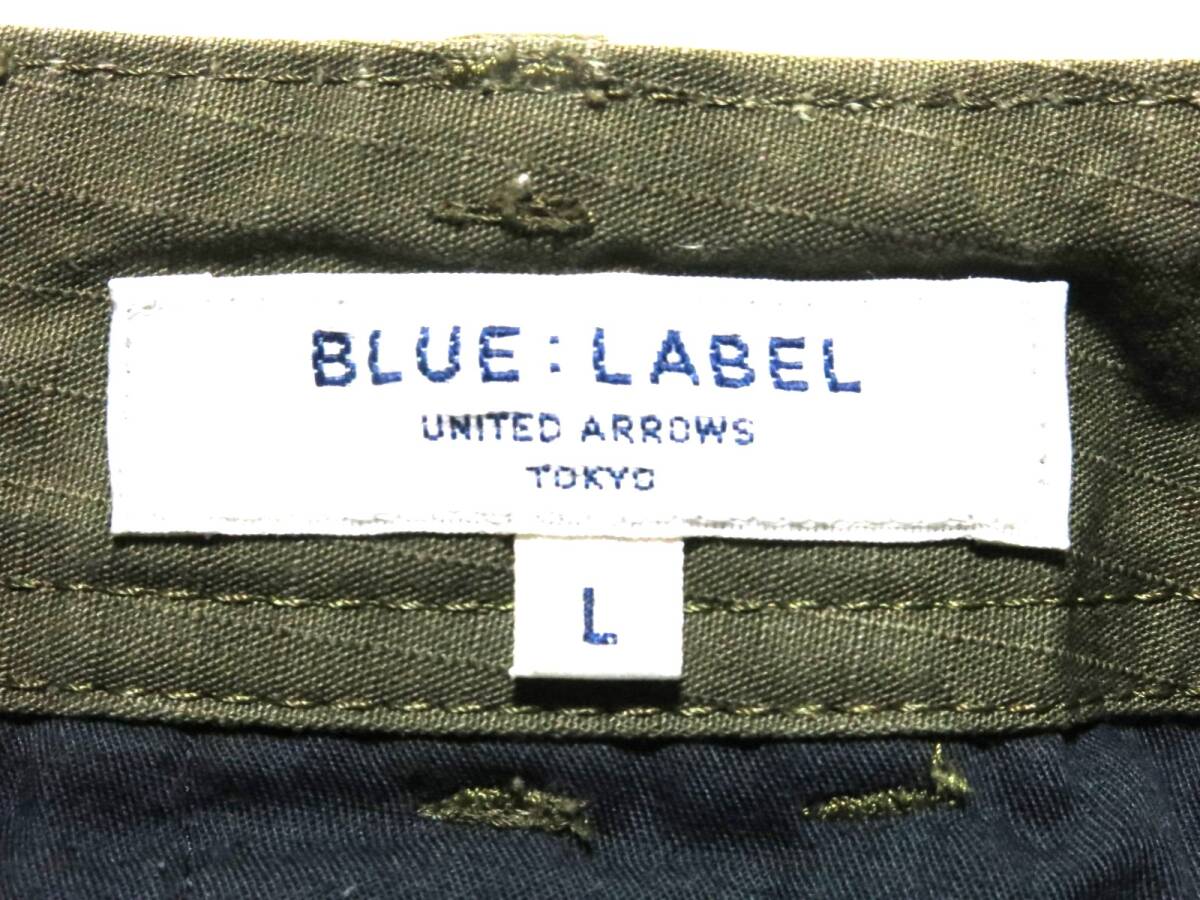 BLUE : LABEL
UNITED ARROWS
TOKYO
L